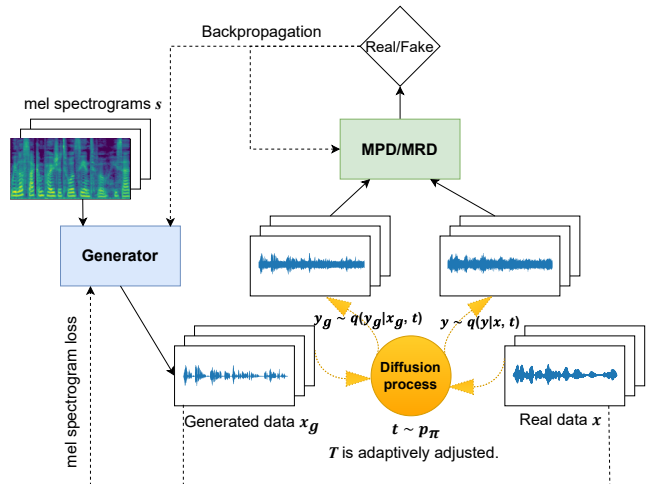 Backpropagation
Real/Fake
mel spectrograms s
MPD/MRD
Generator
y_g ~ q(y_g|x_g, t)
y ~ q(y|x, t)
Diffusion
process
mel spectrogram loss
Generated data x_g
t ~ p_π
Real data x
T is adaptively adjusted.